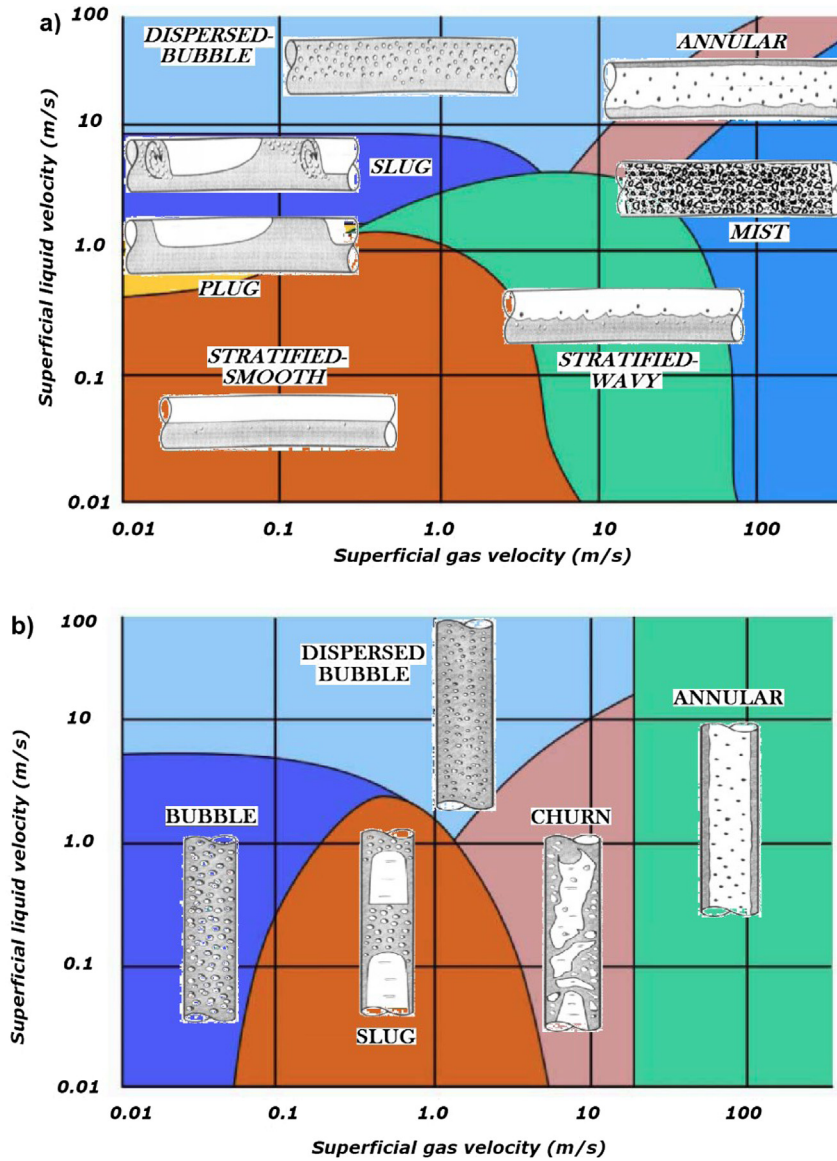 a)
100
10
1.0
0.1
0.01
Superficial liquid velocity (m/s)
DISPERSED-
BUBBLE
ANNULAR
SLUG
MIST
PLUG
STRATIFIED-
SMOOTH
STRATIFIED-
WAVY
0.01 0.1 1.0 10 100
Superficial gas velocity (m/s)
b)
100
10
1.0
0.1
0.01
Superficial liquid velocity (m/s)
DISPERSED
BUBBLE
ANNULAR
BUBBLE
CHURN
SLUG
0.01 0.1 1.0 10 100
Superficial gas velocity (m/s)